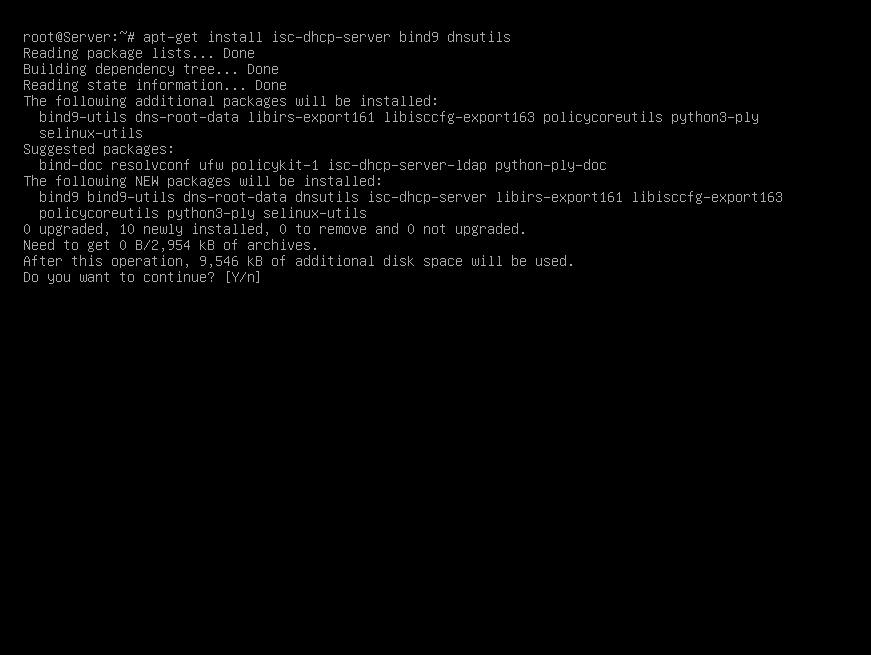 root@Server:~# apt-get install isc-dhcp-server bind9 dnsutils
Reading package lists... Done
Building dependency tree... Done
Reading state information... Done
The following additional packages will be installed:
  bind9-utils dns-root-data libirs-export161 libisccfg-export163 policycoreutils python3-ply
  selinux-utils
Suggested packages:
  bind-doc resolvconf ufw policykit-1 isc-dhcp-server-ldap python-ply-doc
The following NEW packages will be installed:
  bind9 bind9-utils dns-root-data dnsutils isc-dhcp-server libirs-export161 libisccfg-export163
  policycoreutils python3-ply selinux-utils
0 upgraded, 10 newly installed, 0 to remove and 0 not upgraded.
Need to get 0 B/2,954 kB of archives.
After this operation, 9,546 kB of additional disk space will be used.
Do you want to continue? [Y/n]